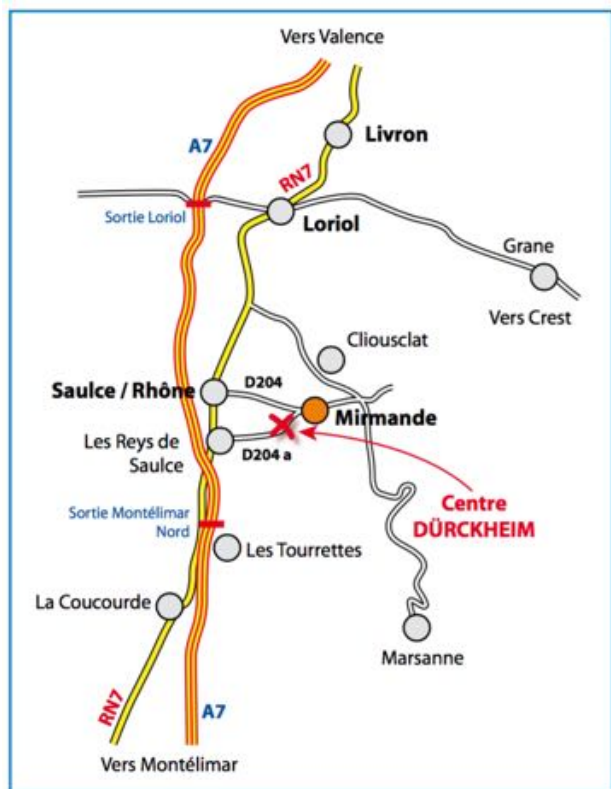 Vers Valence
A7
Livron
RN7
Sortie Loriol
Loriol
Grane
Vers Crest
Cliousclat
Saulce / Rhône
D204
Mirmande
Les Reys de
Saulce
D204 a
Centre
DÜRCKHEIM
Sortie Montélimar
Nord
Les Tourrettes
La Coucourde
Marsanne
RN7
A7
Vers Montélimar